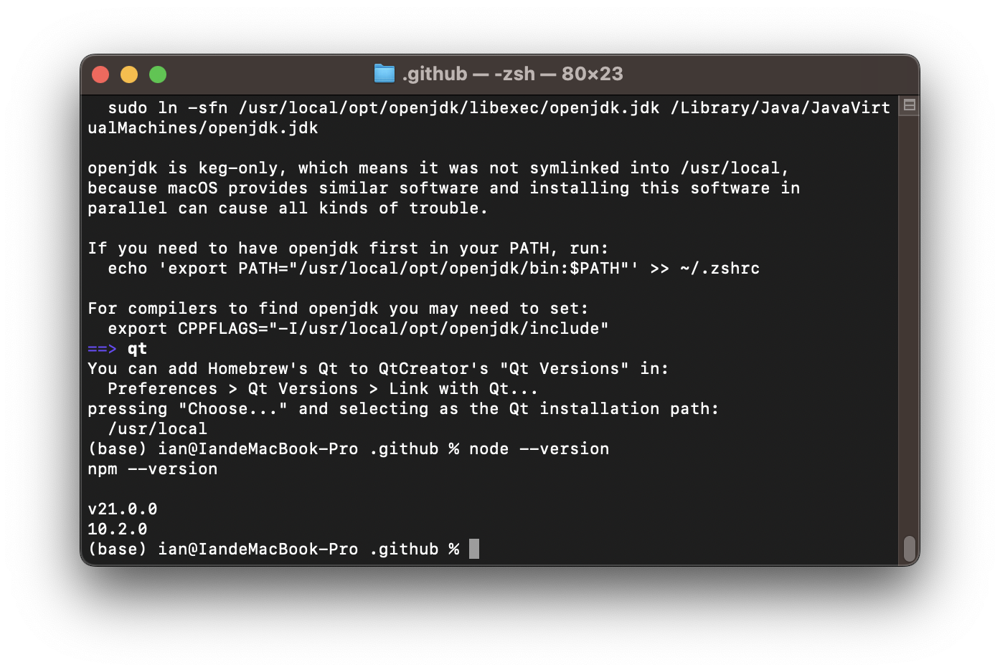 .github — -zsh — 80×23
sudo ln -sfn /usr/local/opt/openjdk/libexec/openjdk.jdk /Library/Java/JavaVirt
ualMachines/openjdk.jdk
openjdk is keg-only, which means it was not symlinked into /usr/local,
because macOS provides similar software and installing this software in
parallel can cause all kinds of trouble.
If you need to have openjdk first in your PATH, run:
echo 'export PATH="/usr/local/opt/openjdk/bin:$PATH"' >> ~/.zshrc
For compilers to find openjdk you may need to set:
export CPPFLAGS="-I/usr/local/opt/openjdk/include"
==> qt
You can add Homebrew's Qt to QtCreator's "Qt Versions" in:
Preferences > Qt Versions > Link with Qt...
pressing "Choose..." and selecting as the Qt installation path:
/usr/local
(base) ian@IandeMacBook-Pro .github % node --version
npm --version
v21.0.0
10.2.0
(base) ian@IandeMacBook-Pro .github %